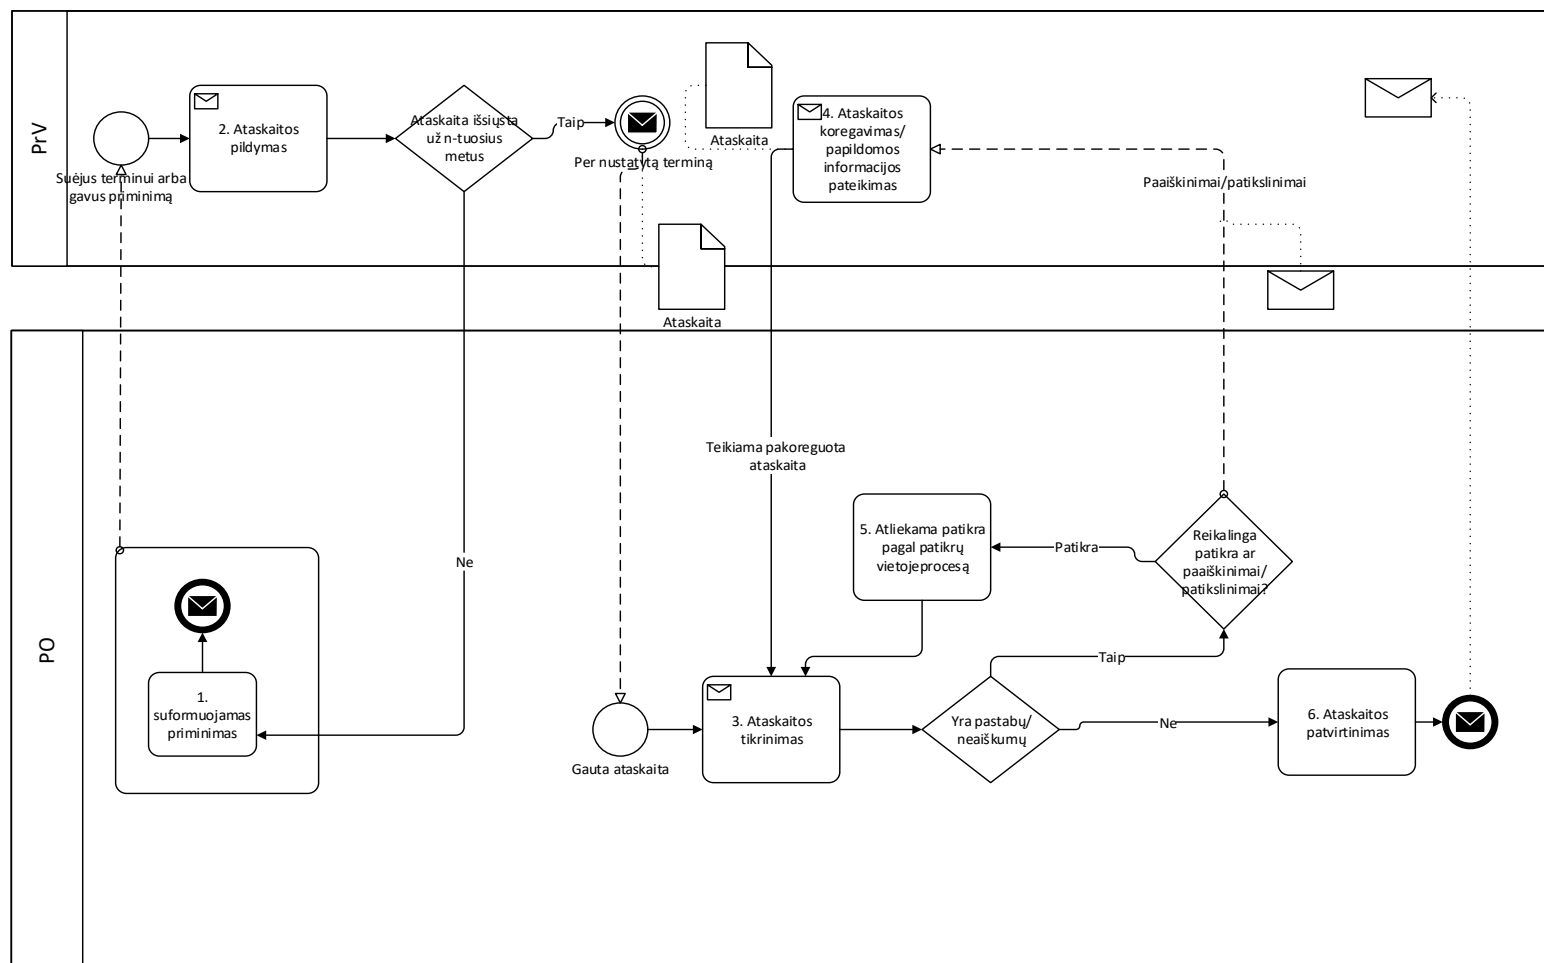 PrV
Suėjus terminui arba
gavus priminimą
2. Ataskaitos
pildymas
Ataskaita išsiųsta
už n-tuosius
metus
Taip
Per nustatytą terminą
Ataskaita
Ataskaita
4. Ataskaitos
koregavimas/
papildomos
informacijos
pateikimas
Paaiškinimai/patikslinimai
PO
Teikiama pakoreguota
ataskaita
Ne
1.
suformuojamas
priminimas
Gauta ataskaita
3. Ataskaitos
tikrinimas
5. Atliekama patikra
pagal patikrų
vietojeprocesą
Patikra
Reikalinga
patikra ar
paaiškinimai/
patikslinimai?
Taip
Yra pastabų/
neaiškumų
Ne
6. Ataskaitos
patvirtinimas